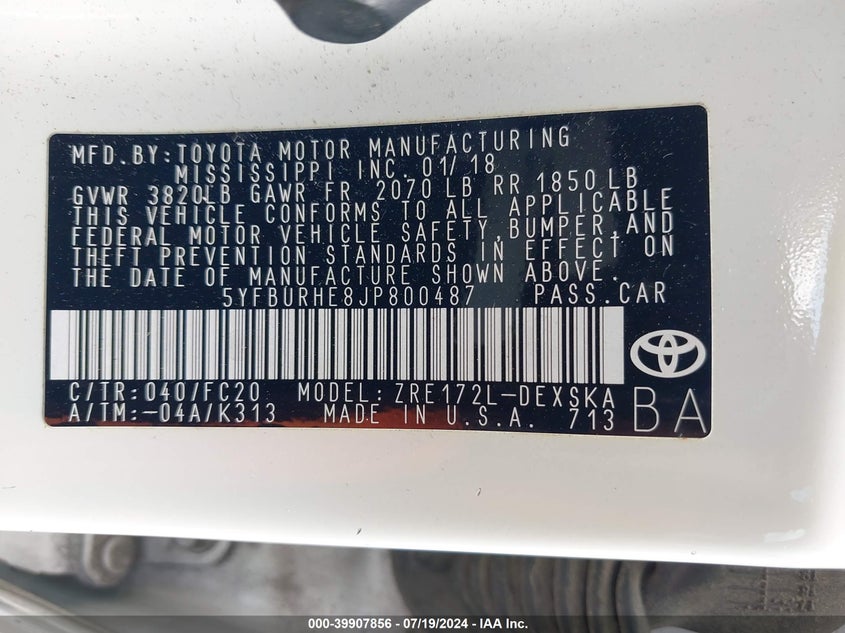 MFD.BY:TOYOTA MOTOR MANUFACTURING
MISSISSIPPI INC. 01/18
GVWR 3820LB GAWR FR 2070 LB RR 1850 LB
THIS VEHICLE CONFORMS TO ALL APPLICABLE
FEDERAL MOTOR VEHICLE SAFETY,BUMPER,AND
THEFT PREVENTION STANDARDS IN EFFECT ON
THE DATE OF MANUFACTURE SHOWN ABOVE.
5YFBURHE8JP800487 PASS.CAR
C/TR:040/FC20 MODEL:ZRE172L-DEXSKA
A/TM:-04A/K313 MADE IN U.S.A. 713
BA
000-39907856 / 07/19/2024 - IAA Inc.